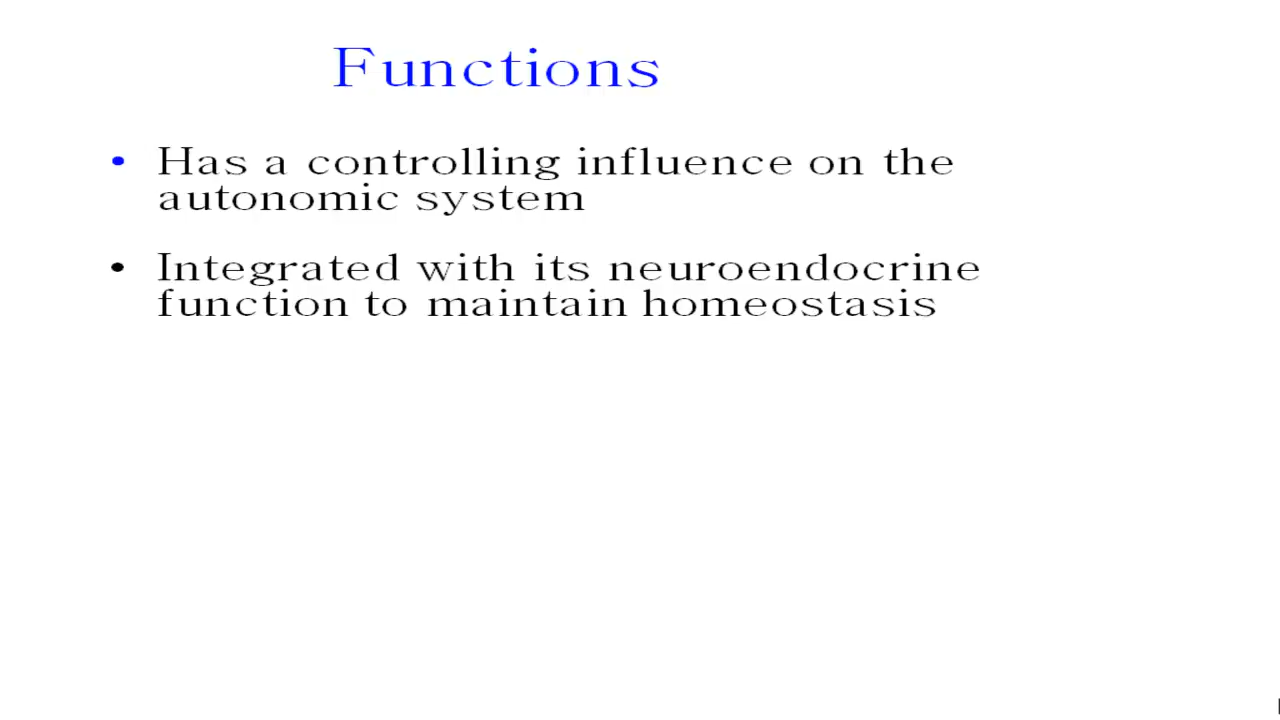 Functions
• Has a controlling influence on the
autonomic system
• Integrated with its neuroendocrine
function to maintain homeostasis